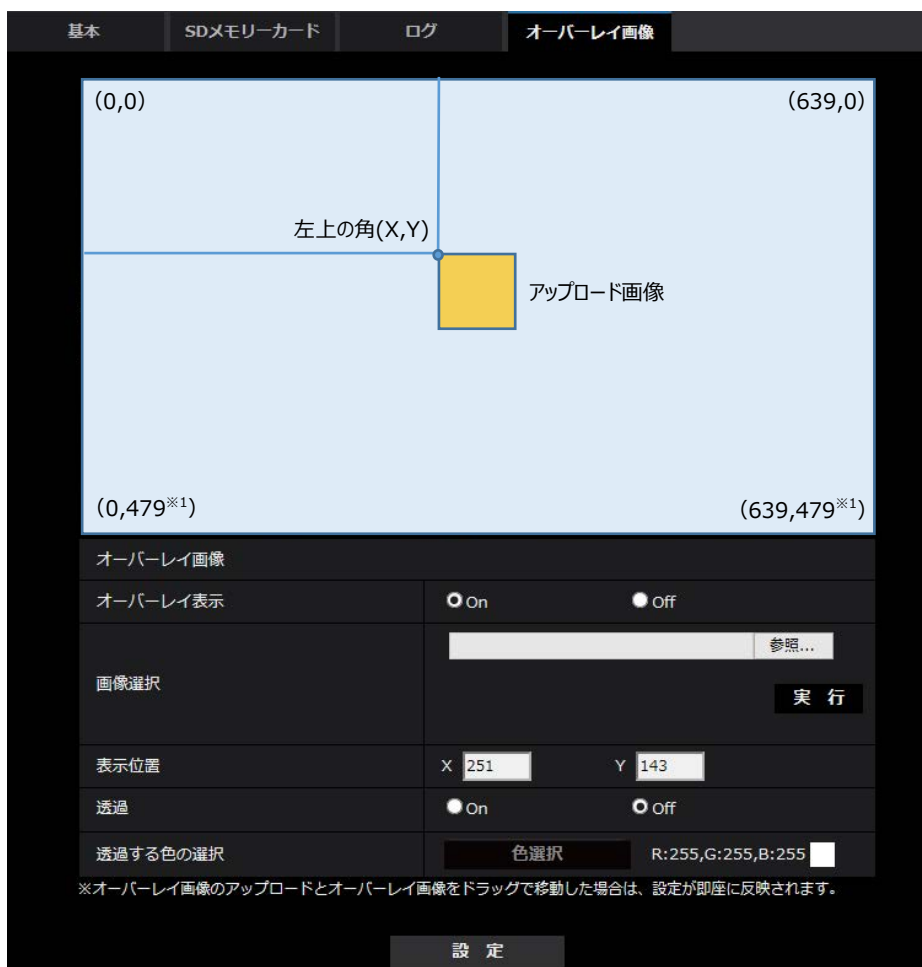 基本 SDメモリーカード ログ オーバーレイ画像
(0,0) (639,0)
左上の角(X,Y)
アップロード画像
(0,479※1) (639,479※1)
オーバーレイ画像
オーバーレイ表示 On Off
参照...
画像選択
実 行
表示位置 X 251 Y 143
透過 On Off
透過する色の選択 色選択 R:255,G:255,B:255
※オーバーレイ画像のアップロードとオーバーレイ画像をドラッグで移動した場合は、設定が即座に反映されます。
設 定